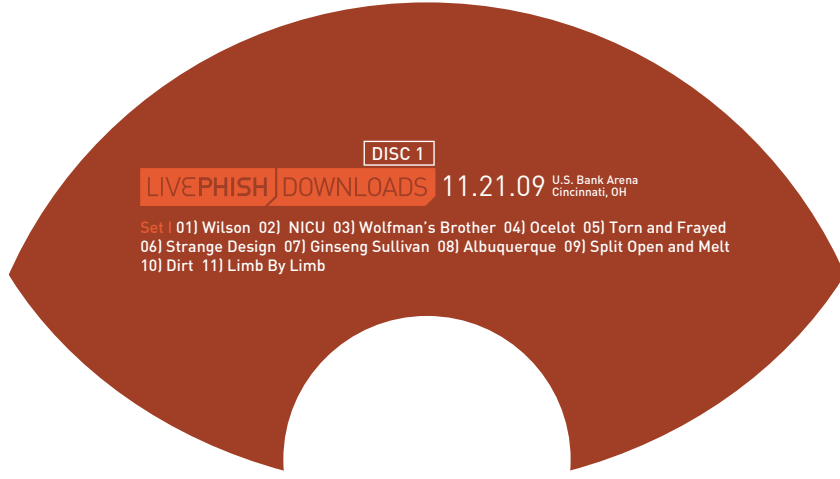 DISC 1
LIVEPHISH DOWNLOADS 11.21.09 U.S. Bank Arena
Cincinnati, OH
Set I 01) Wilson 02) NICU 03) Wolfman's Brother 04) Ocelot 05) Torn and Frayed
06) Strange Design 07) Ginseng Sullivan 08) Albuquerque 09) Split Open and Melt
10) Dirt 11) Limb By Limb